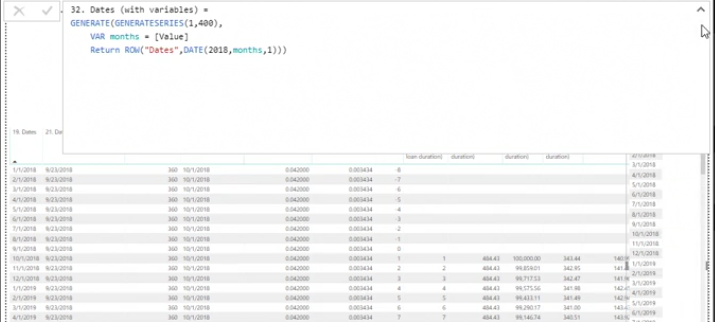 32. Dates (with variables) =
GENERATE(GENERATESERIES(1,400),
VAR months = [Value]
Return ROW("Dates",DATE(2018,months,1)))
19. Dates 21. Da
loan duration) duration) duration) duration)
2/1/2019
3/1/2018
1/1/2018 9/23/2018 360 10/1/2018 0.042000 0.003434 -8 4/1/2018
2/1/2018 9/23/2018 360 10/1/2018 0.042000 0.003434 -7 5/1/2018
3/1/2018 9/23/2018 360 10/1/2018 0.042000 0.003434 -6 6/1/2018
4/1/2018 9/23/2018 360 10/1/2018 0.042000 0.003434 -5 7/1/2018
5/1/2018 9/23/2018 360 10/1/2018 0.042000 0.003434 -4 8/1/2018
6/1/2018 9/23/2018 360 10/1/2018 0.042000 0.003434 -3 9/1/2018
7/1/2018 9/23/2018 360 10/1/2018 0.042000 0.003434 -2 10/1/2018
8/1/2018 9/23/2018 360 10/1/2018 0.042000 0.003434 -1 11/1/2018
9/1/2018 9/23/2018 360 10/1/2018 0.042000 0.003434 0 12/1/2018
10/1/2018 9/23/2018 360 10/1/2018 0.042000 0.003434 1 1 484.43 100,000.00 343.44 1/1/2019
11/1/2018 9/23/2018 360 10/1/2018 0.042000 0.003434 2 2 484.43 99,859.01 342.95 2/1/2019
12/1/2018 9/23/2018 360 10/1/2018 0.042000 0.003434 3 3 484.43 99,717.53 342.47 3/1/2019
1/1/2019 9/23/2018 360 10/1/2018 0.042000 0.003434 4 4 484.43 99,575.56 341.98 4/1/2019
2/1/2019 9/23/2018 360 10/1/2018 0.042000 0.003434 5 5 484.43 99,433.11 341.49 5/1/2019
3/1/2019 9/23/2018 360 10/1/2018 0.042000 0.003434 6 6 484.43 99,290.17 341.00 6/1/2019
4/1/2019 9/23/2018 360 10/1/2018 0.042000 0.003434 7 7 484.43 99,146.74 340.51